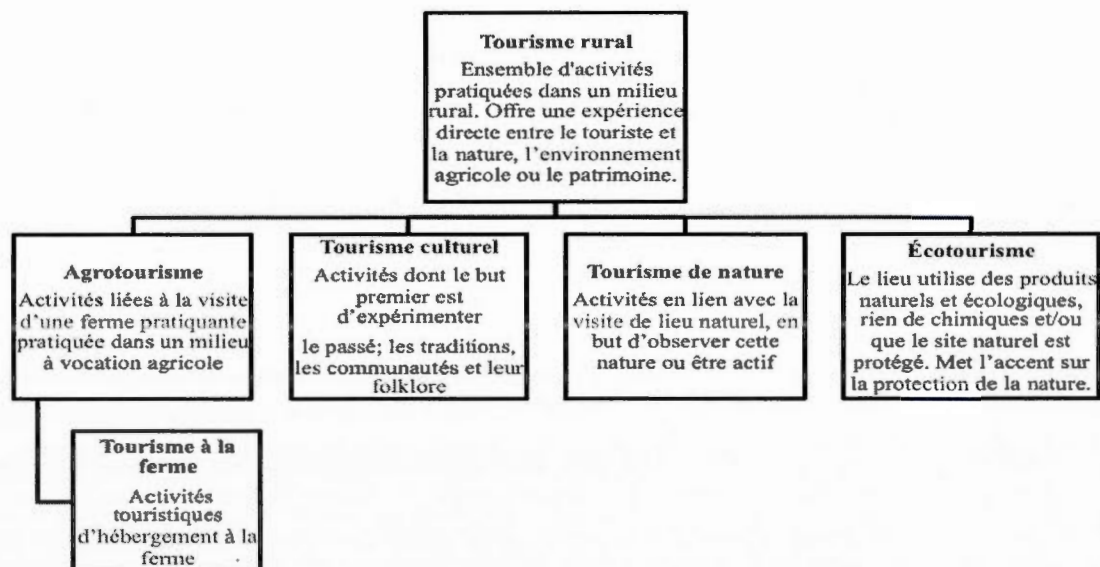 Tourisme rural
Ensemble d'activités
pratiquées dans un milieu
rural. Offre une expérience
directe entre le touriste et
la nature, l'environnement
agricole ou le patrimoine.
Agrotourisme
Activités liées à la visite
d'une ferme pratiquante
pratiquée dans un milieu
à vocation agricole
Tourisme culturel
Activités dont le but
premier est
d'expérimenter
le passé; les traditions,
les communautés et leur
folklore
Tourisme de nature
Activités en lien avec la
visite de lieu naturel, en
but d'observer cette
nature ou être actif
Écotourisme
Le lieu utilise des produits
naturels et écologiques,
rien de chimiques et/ou
que le site naturel est
protégé. Met l'accent sur
la protection de la nature.
Tourisme à la
ferme
Activités
touristiques
d'hébergement à la
ferme